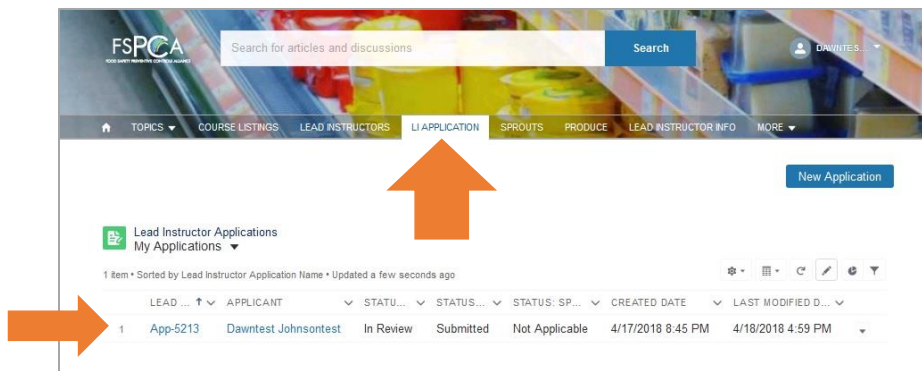 FSPCA
FOOD SAFETY PREVENTIVE CONTROLS ALLIANCE
Search for articles and discussions
Search
DAWNTES...
TOPICS
COURSE LISTINGS
LEAD INSTRUCTORS
LI APPLICATION
SPROUTS
PRODUCE
LEAD INSTRUCTOR INFO
MORE
New Application
Lead Instructor Applications
My Applications
1 item • Sorted by Lead Instructor Application Name • Updated a few seconds ago
LEAD ... APPLICANT STATU... STATUS... STATUS: SP... CREATED DATE LAST MODIFIED D...
1 App-5213 Dawntest Johnsontest In Review Submitted Not Applicable 4/17/2018 8:45 PM 4/18/2018 4:59 PM